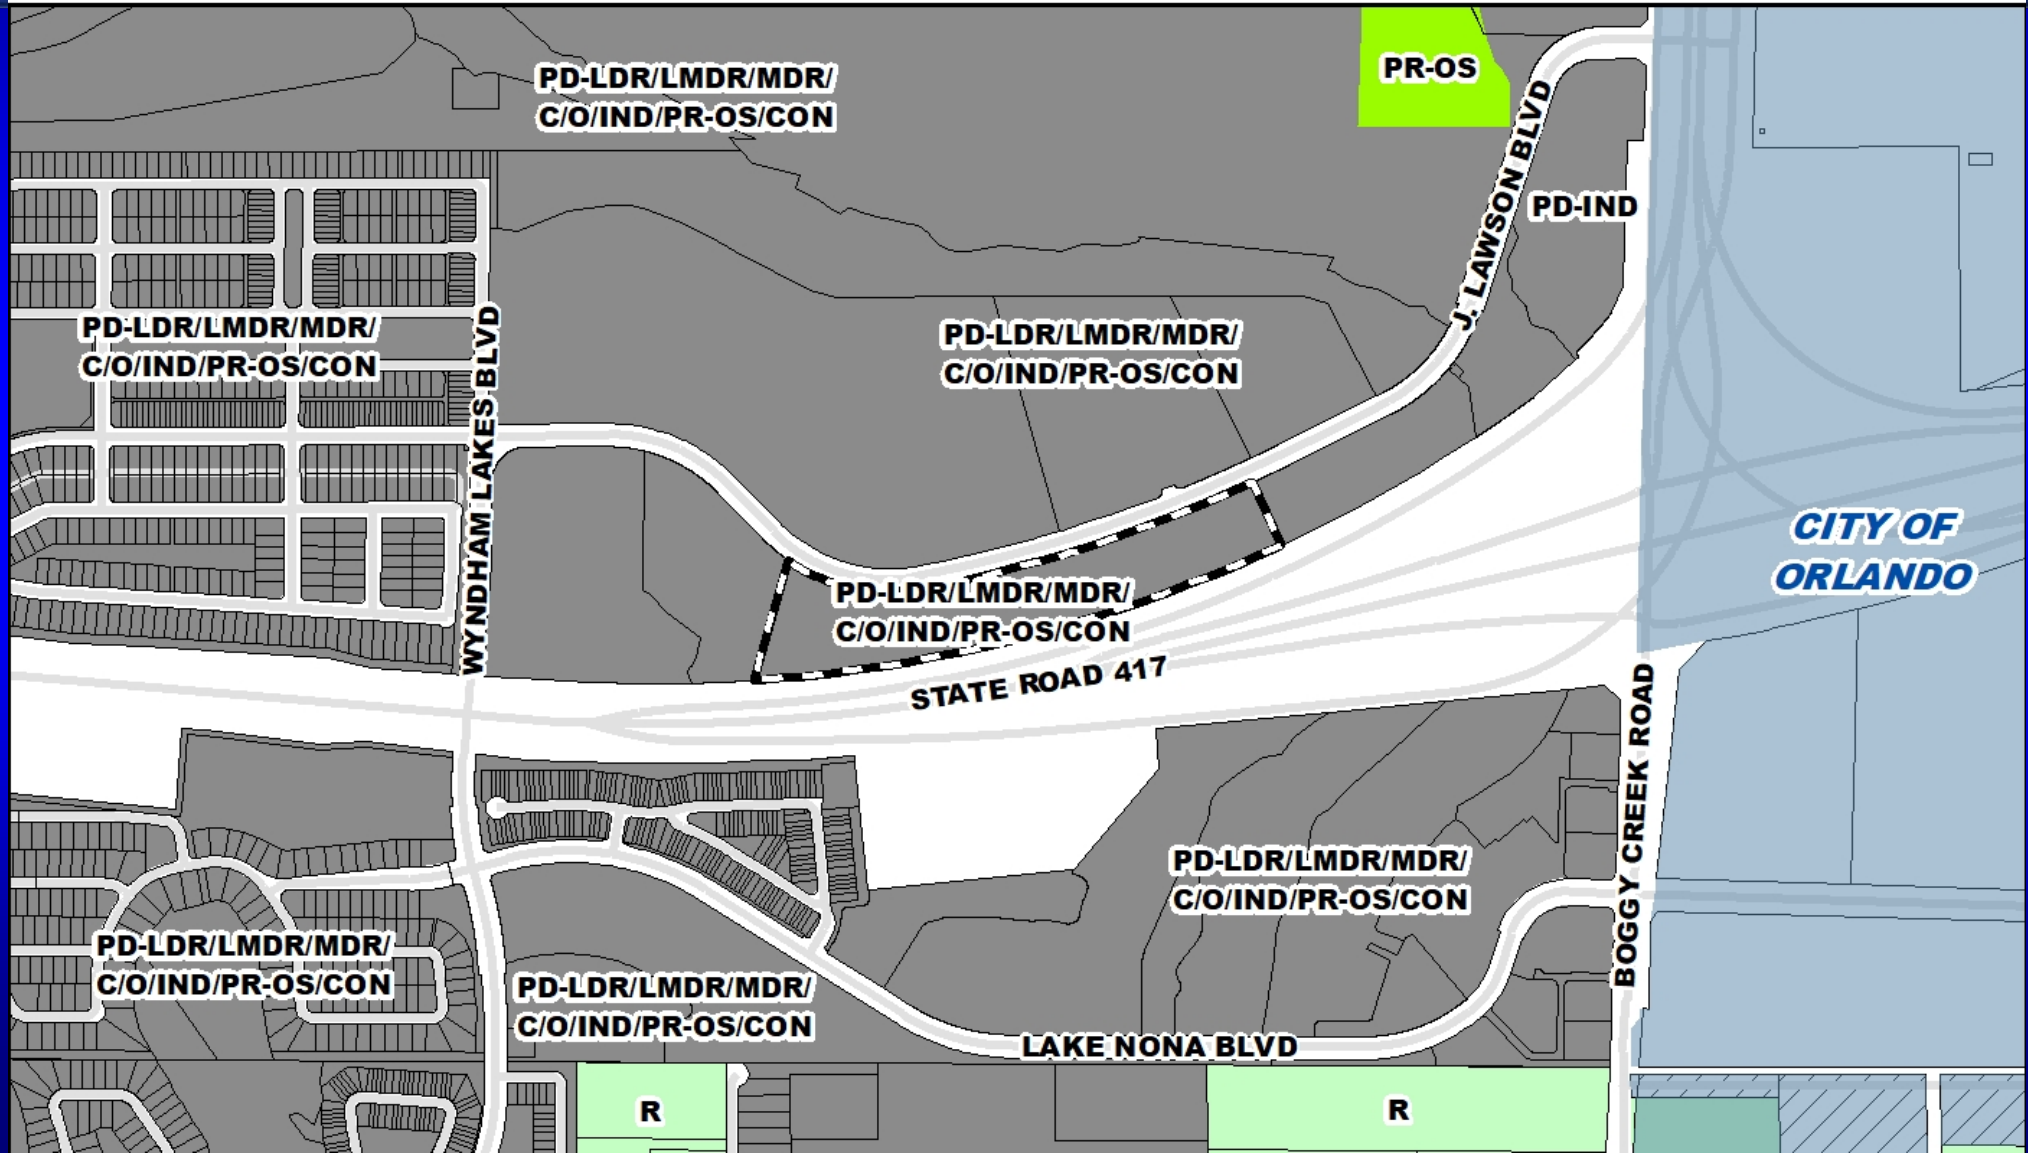 PD-LDR/LMDR/MDR/
C/O/IND/PR-OS/CON
PR-OS
J. LAWSON BLVD
PD-IND
PD-LDR/LMDR/MDR/
C/O/IND/PR-OS/CON
WYNDHAM LAKES BLVD
PD-LDR/LMDR/MDR/
C/O/IND/PR-OS/CON
CITY OF
ORLANDO
PD-LDR/LMDR/MDR/
C/O/IND/PR-OS/CON
STATE ROAD 417
BOGGY CREEK ROAD
PD-LDR/LMDR/MDR/
C/O/IND/PR-OS/CON
PD-LDR/LMDR/MDR/
C/O/IND/PR-OS/CON
PD-LDR/LMDR/MDR/
C/O/IND/PR-OS/CON
LAKE NONA BLVD
R
R